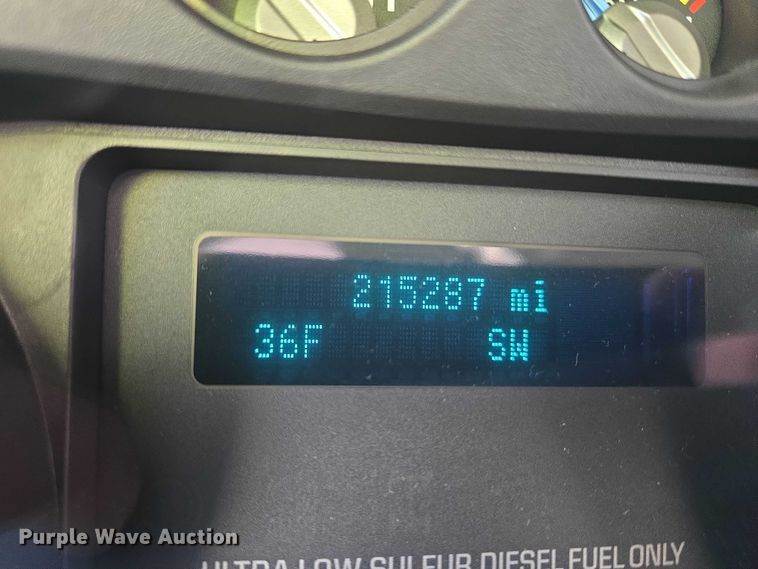 215287 mi
36F SW
ULTRA LOW SULFUR DIESEL FUEL ONLY
Purple Wave Auction